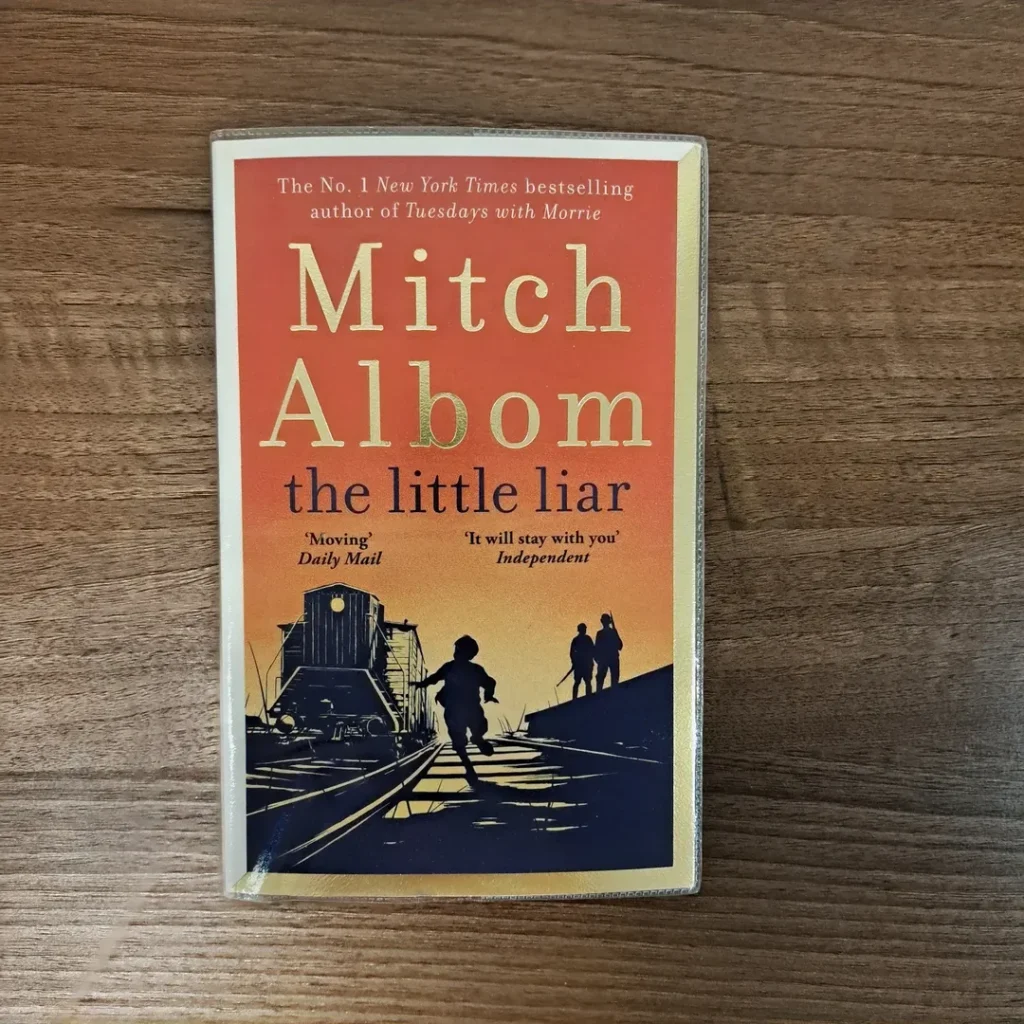 The No. 1 New York Times bestselling
author of Tuesdays with Morrie
Mitch
Albom
the little liar
‘Moving’
Daily Mail
‘It will stay with you’
Independent